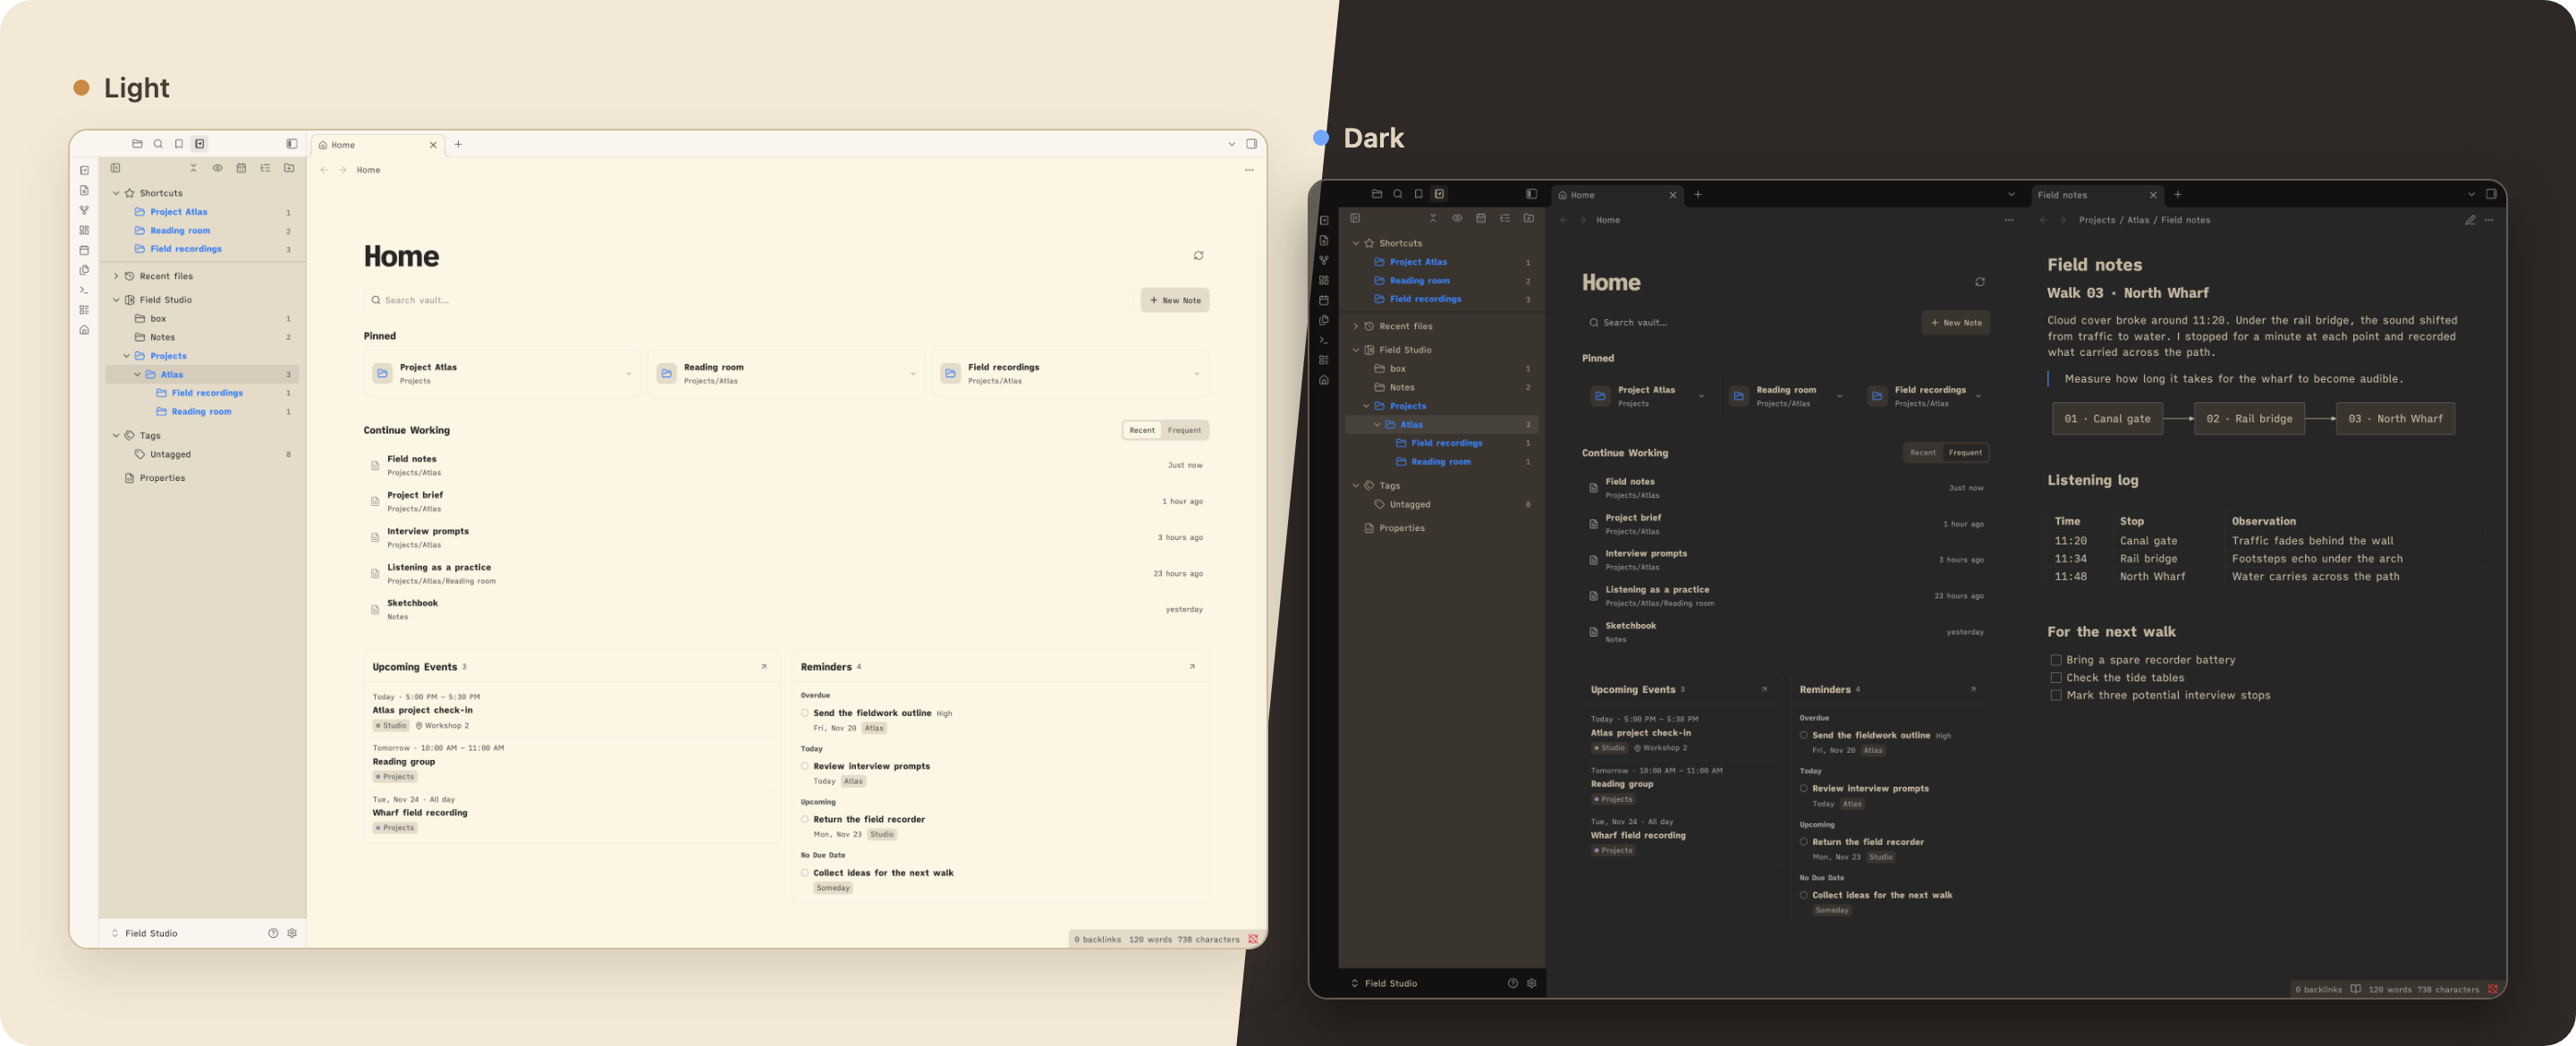 Light
Home
Home
Shortcuts
Project Atlas 1
Reading room 2
Field recordings 3
Recent files
Field Studio
box 1
Notes 2
Projects
Atlas 3
Field recordings 1
Reading room 1
Tags
Untagged 8
Properties
Field Studio
Home
Search vault...
+ New Note
Pinned
Project Atlas
Projects
Reading room
Projects/Atlas
Field recordings
Projects/Atlas
Continue Working
Recent Frequent
Field notes
Projects/Atlas
Just now
Project brief
Projects/Atlas
1 hour ago
Interview prompts
Projects/Atlas
3 hours ago
Listening as a practice
Projects/Atlas/Reading room
23 hours ago
Sketchbook
Notes
yesterday
Upcoming Events 3
Today · 5:00 PM – 5:30 PM
Atlas project check-in
Studio Workshop 2
Tomorrow · 10:00 AM – 11:00 AM
Reading group
Projects
Tue, Nov 24 · All day
Wharf field recording
Projects
Reminders 4
Overdue
Send the fieldwork outline High
Fri, Nov 20 Atlas
Today
Review interview prompts
Today Atlas
Upcoming
Return the field recorder
Mon, Nov 23 Studio
No Due Date
Collect ideas for the next walk
Someday
0 backlinks 120 words 738 characters
Dark
Home
Home
Shortcuts
Project Atlas 1
Reading room 2
Field recordings 3
Recent files
Field Studio
box 1
Notes 2
Projects
Atlas 3
Field recordings 1
Reading room 1
Tags
Untagged 8
Properties
Field Studio
Home
Search vault...
+ New Note
Pinned
Project Atlas
Projects
Reading room
Projects/Atlas
Field recordings
Projects/Atlas
Continue Working
Recent Frequent
Field notes
Projects/Atlas
Just now
Project brief
Projects/Atlas
1 hour ago
Interview prompts
Projects/Atlas
3 hours ago
Listening as a practice
Projects/Atlas/Reading room
23 hours ago
Sketchbook
Notes
yesterday
Upcoming Events 3
Today · 5:00 PM – 5:30 PM
Atlas project check-in
Studio Workshop 2
Tomorrow · 10:00 AM – 11:00 AM
Reading group
Projects
Tue, Nov 24 · All day
Wharf field recording
Projects
Reminders 4
Overdue
Send the fieldwork outline High
Fri, Nov 20 Atlas
Today
Review interview prompts
Today Atlas
Upcoming
Return the field recorder
Mon, Nov 23 Studio
No Due Date
Collect ideas for the next walk
Someday
Field notes
Projects / Atlas / Field notes
Field notes
Walk 03 · North Wharf
Cloud cover broke around 11:20. Under the rail bridge, the sound shifted
from traffic to water. I stopped for a minute at each point and recorded
what carried across the path.
Measure how long it takes for the wharf to become audible.
01 · Canal gate 02 · Rail bridge 03 · North Wharf
Listening log
Time Stop Observation
11:20 Canal gate Traffic fades behind the wall
11:34 Rail bridge Footsteps echo under the arch
11:48 North Wharf Water carries across the path
For the next walk
Bring a spare recorder battery
Check the tide tables
Mark three potential interview stops
0 backlinks 120 words 738 characters